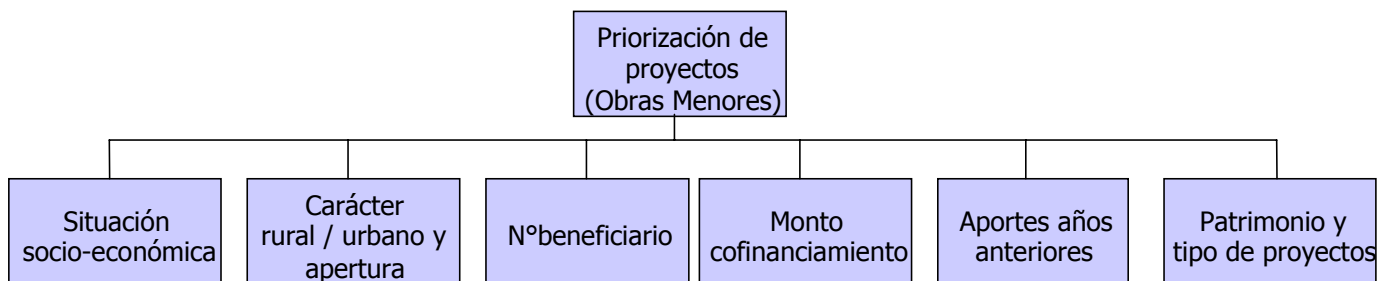 Priorización de
proyectos
(Obras Menores)
Situación
socio-económica
Carácter
rural / urbano y
apertura
N°beneficiario
Monto
cofinanciamiento
Aportes años
anteriores
Patrimonio y
tipo de proyectos